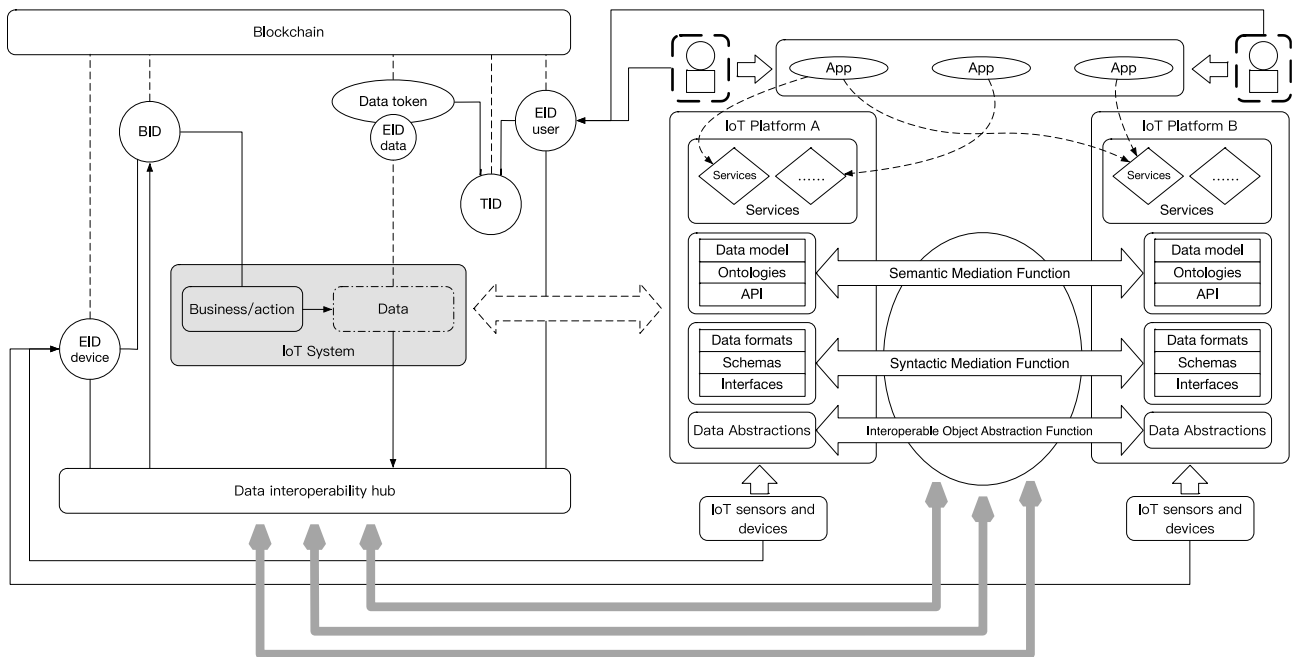 Blockchain
App
App
App
Data token
EID
data
EID
user
BID
TID
IoT Platform A
IoT Platform B
Services
......
Services
Services
......
Services
Data model
Ontologies
API
Semantic Mediation Function
Data model
Ontologies
API
Business/action
Data
IoT System
EID
device
Data formats
Schemas
Interfaces
Syntactic Mediation Function
Data formats
Schemas
Interfaces
Data Abstractions
Interoperable Object Abstraction Function
Data Abstractions
Data interoperability hub
IoT sensors and
devices
IoT sensors and
devices